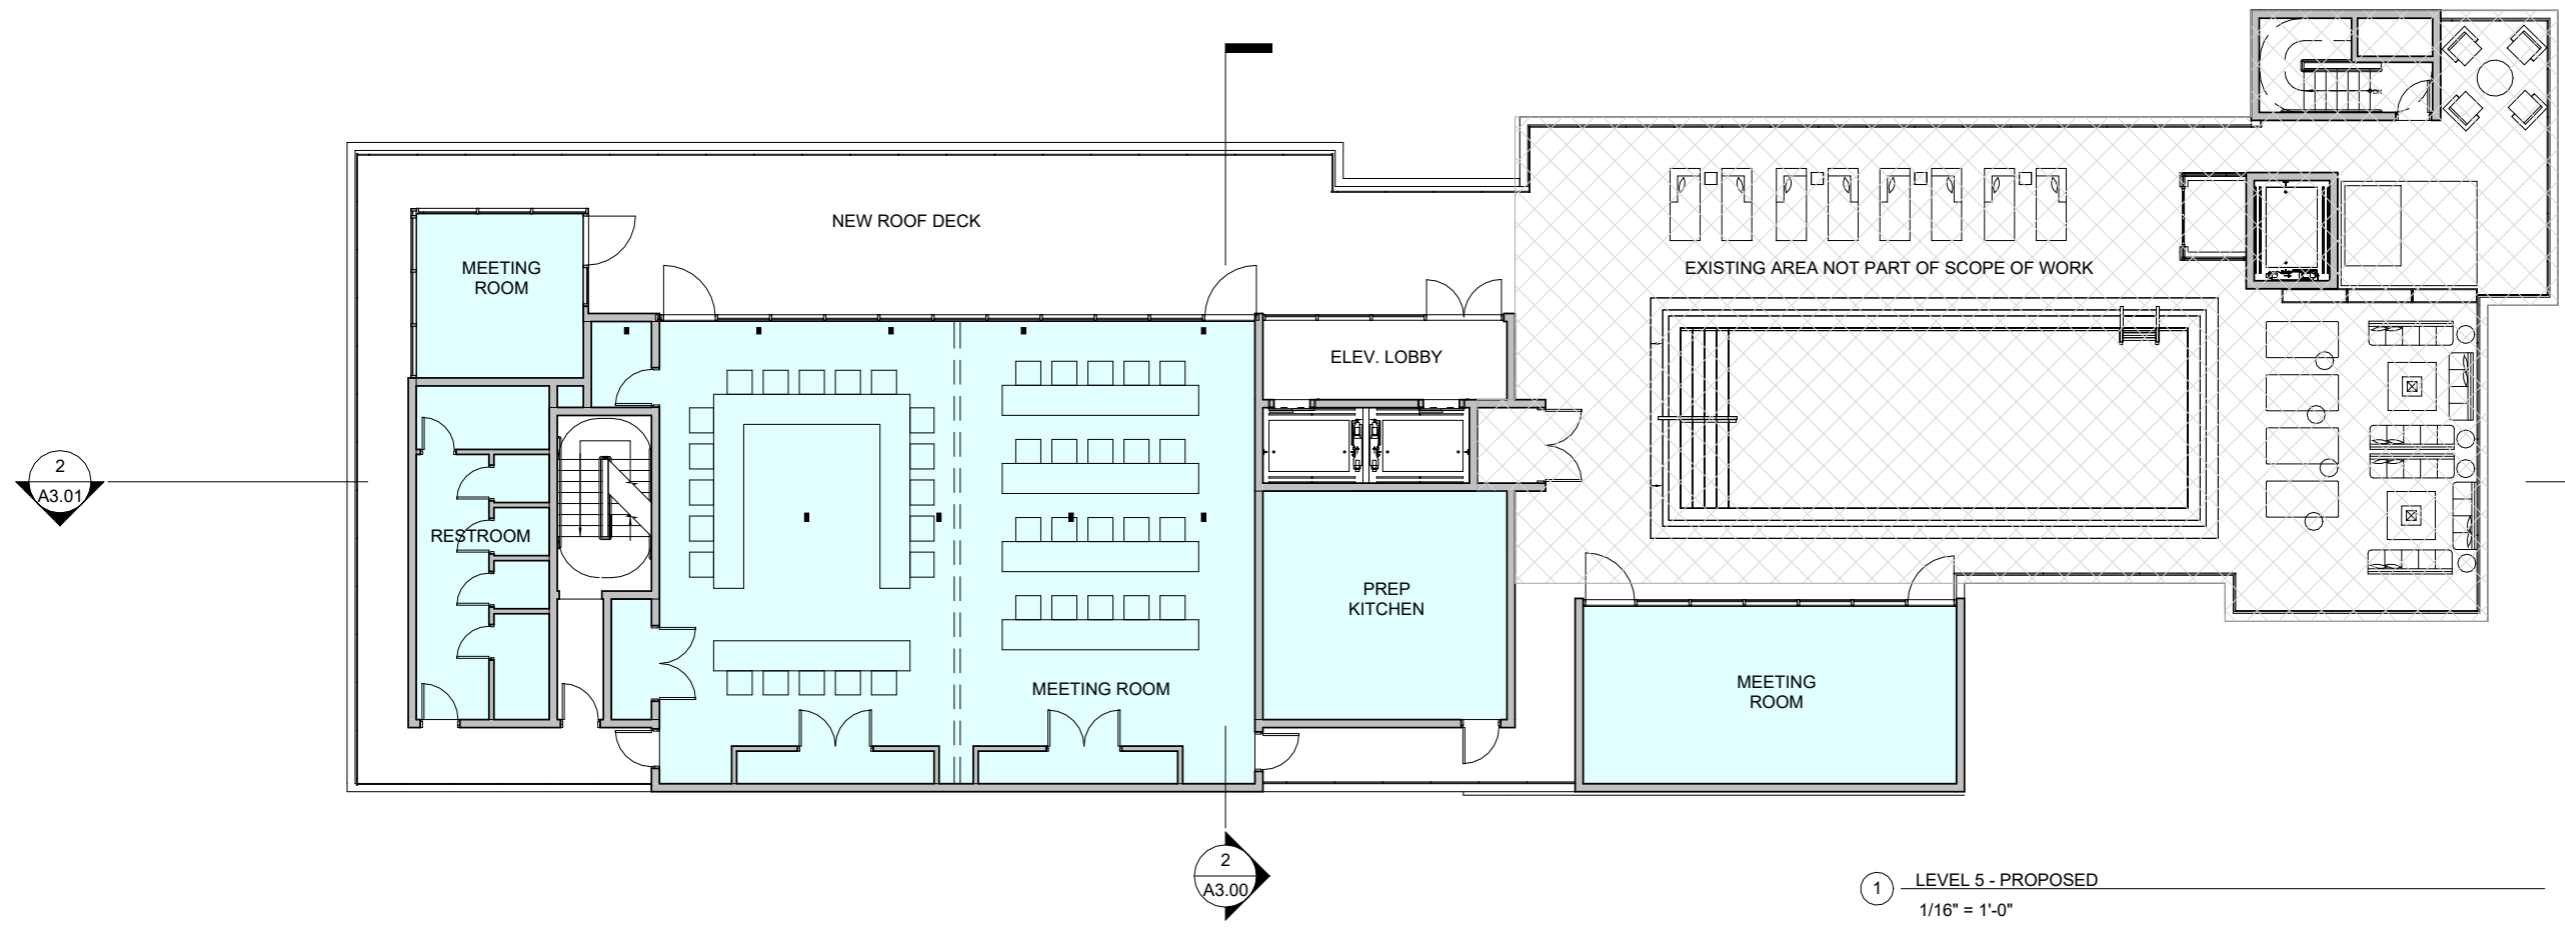 NEW ROOF DECK
MEETING
ROOM
EXISTING AREA NOT PART OF SCOPE OF WORK
ELEV. LOBBY
2
A3.01
RESTROOM
PREP
KITCHEN
MEETING ROOM
MEETING
ROOM
2
A3.00
1
LEVEL 5 - PROPOSED
1/16" = 1'-0"